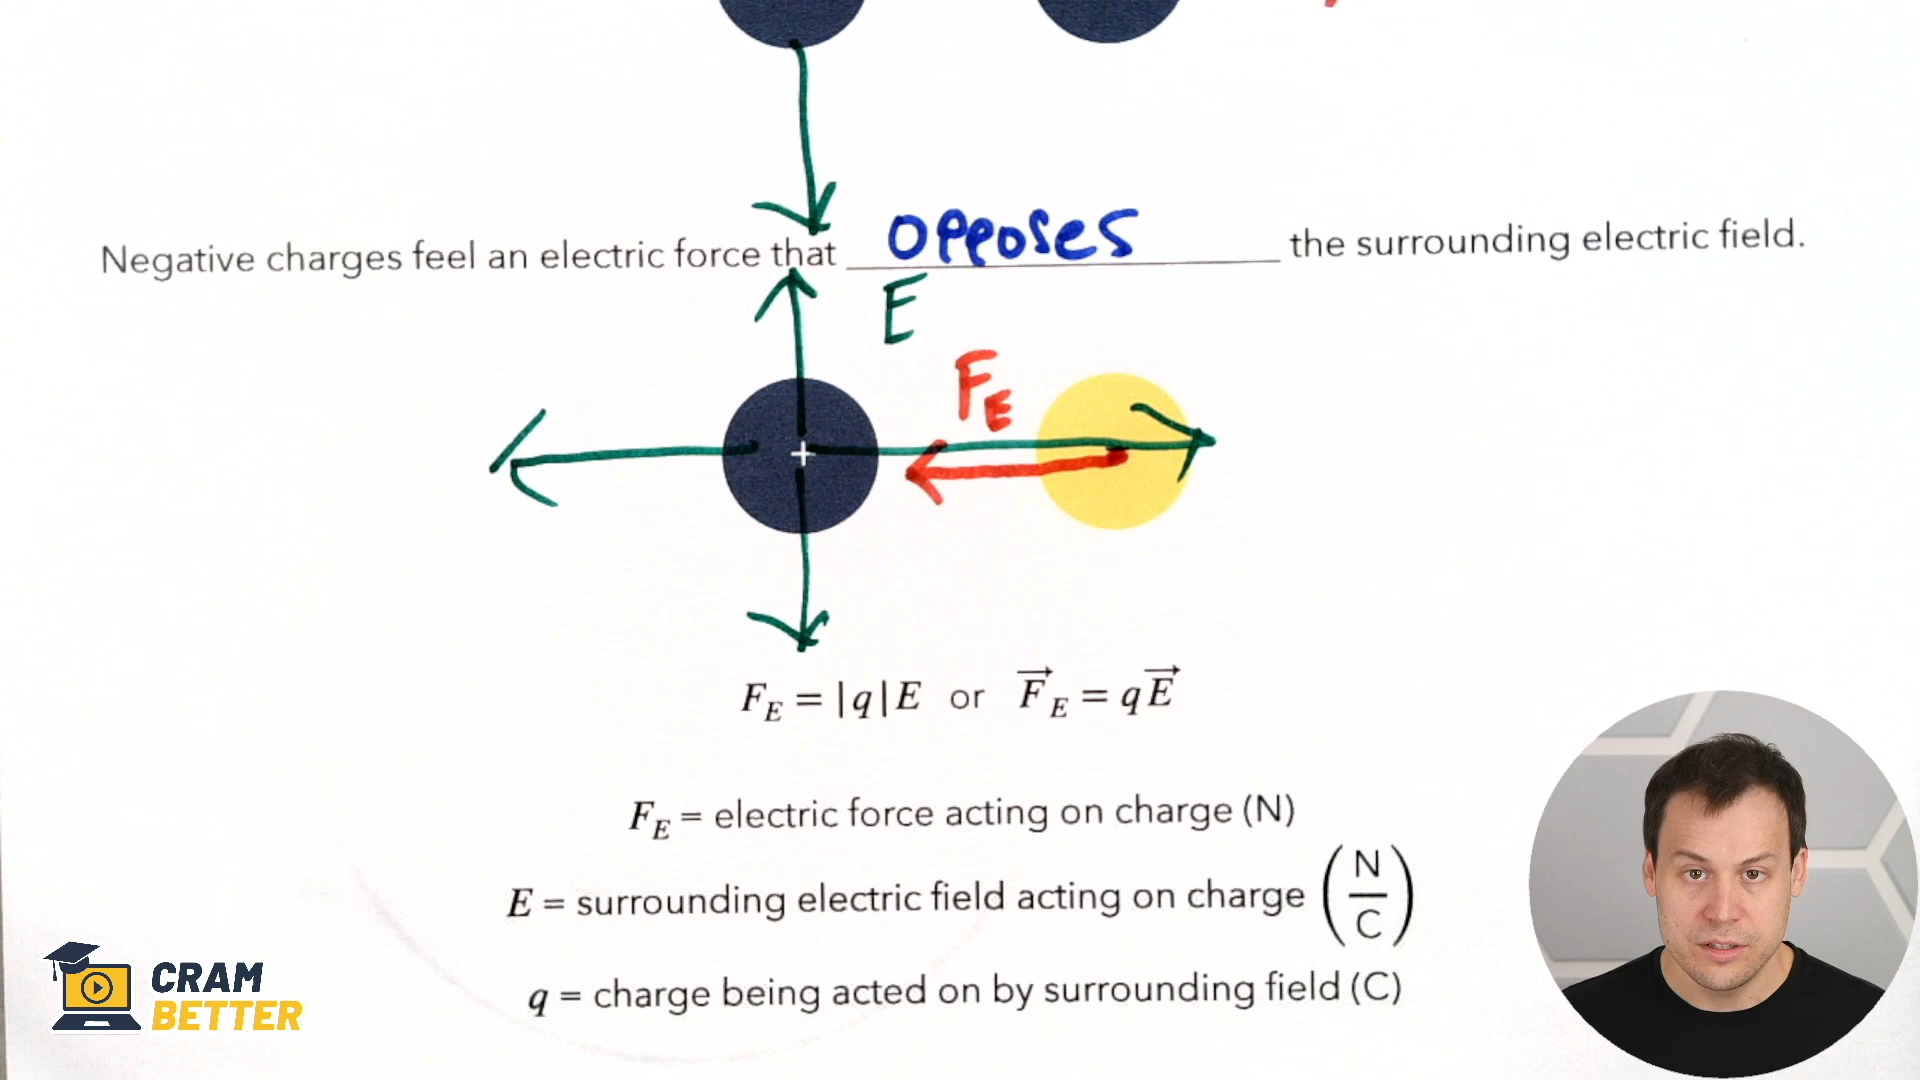 Negative charges feel an electric force that opposes the surrounding electric field.
E
F_E
+
F_E = |q|E or F⃗_E = qE⃗
F_E = electric force acting on charge (N)
E = surrounding electric field acting on charge (N/C)
q = charge being acted on by surrounding field (C)
CRAM
BETTER